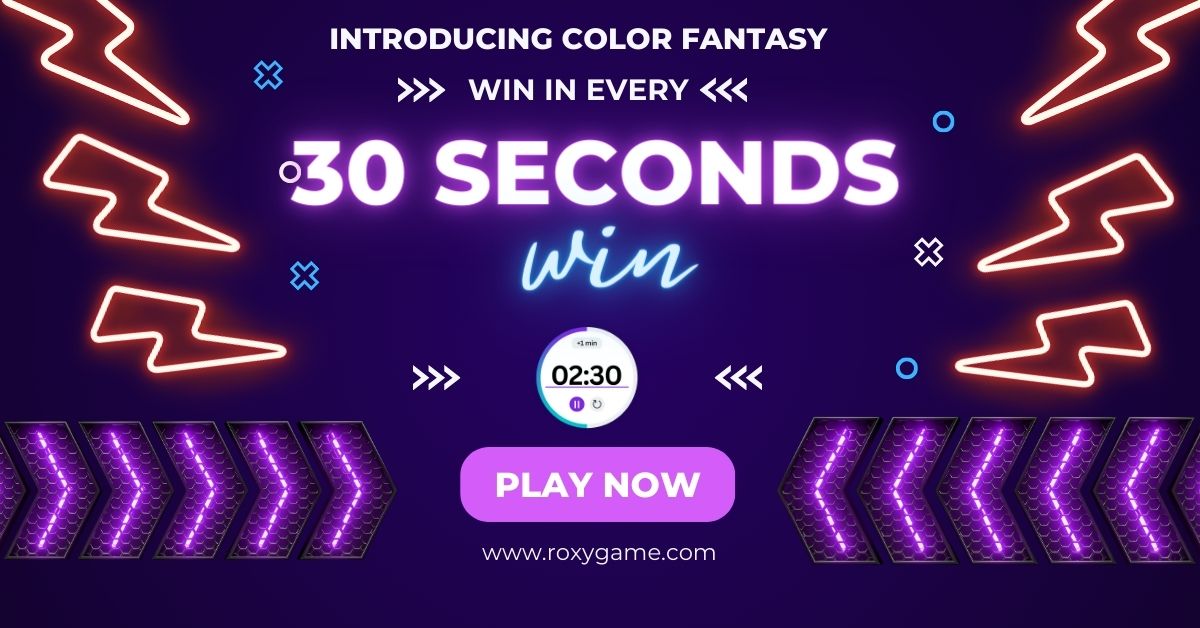 INTRODUCING COLOR FANTASY
WIN IN EVERY
30 SECONDS
win
+1 min
02:30
PLAY NOW
www.roxygame.com